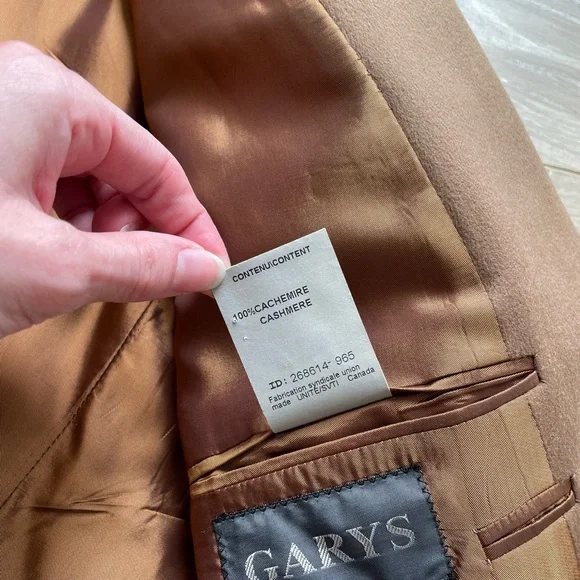 CONTENU\CONTENT
100%CACHEMIRE
CASHMERE
ID: 268614-965
Fabrication syndicale union
made UNITE/SVTI Canada
GARYS